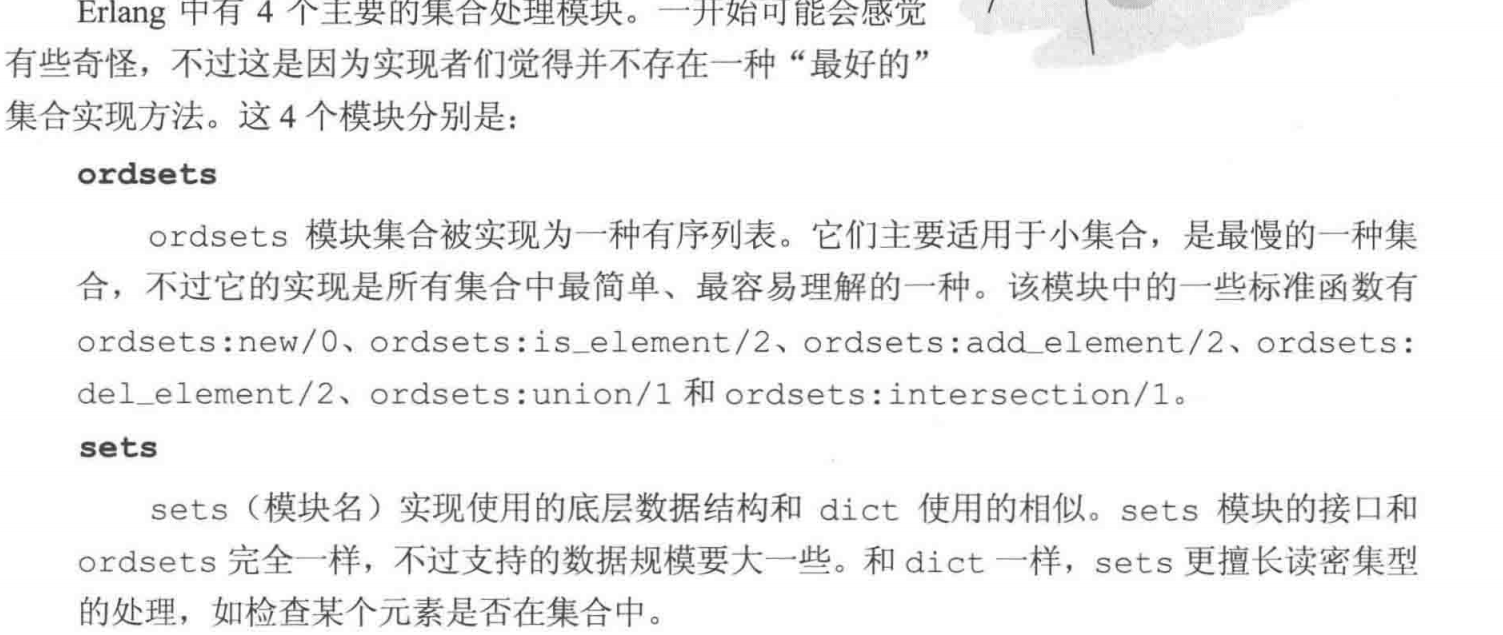 Erlang 中有 4 个主要的集合处理模块。一开始可能会感觉
有些奇怪，不过这是因为实现者们觉得并不存在一种“最好的”
集合实现方法。这 4 个模块分别是：
ordsets
ordsets 模块集合被实现为一种有序列表。它们主要适用于小集合，是最慢的一种集
合，不过它的实现是所有集合中最简单、最容易理解的一种。该模块中的一些标准函数有
ordsets:new/0、ordsets:is_element/2、ordsets:add_element/2、ordsets:
del_element/2、ordsets:union/1 和 ordsets:intersection/1。
sets
sets（模块名）实现使用的底层数据结构和 dict 使用的相似。sets 模块的接口和
ordsets 完全一样，不过支持的数据规模要大一些。和 dict 一样，sets 更擅长读密集型
的处理，如检查某个元素是否在集合中。